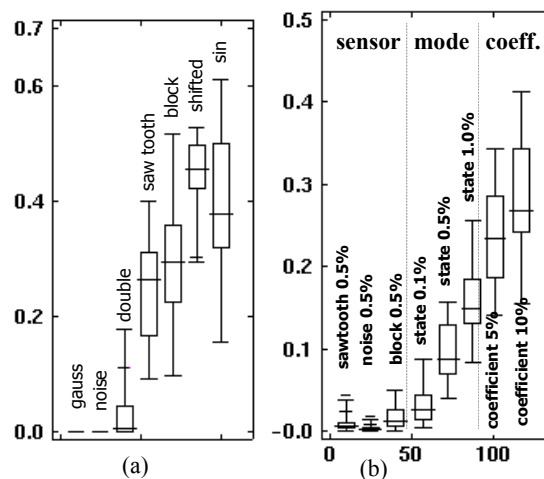 0.7
0.6
0.4
0.2
0.0
gauss
noise
double
saw tooth
block
shifted
sin
(a)
0.5
0.4
0.3
0.2
0.1
-0.0
0
50
100
sensor
mode
coeff.
sawtooth 0.5%
noise 0.5%
block 0.5%
state 0.1%
state 0.5%
state 1.0%
coefficient 5%
coefficient 10%
(b)